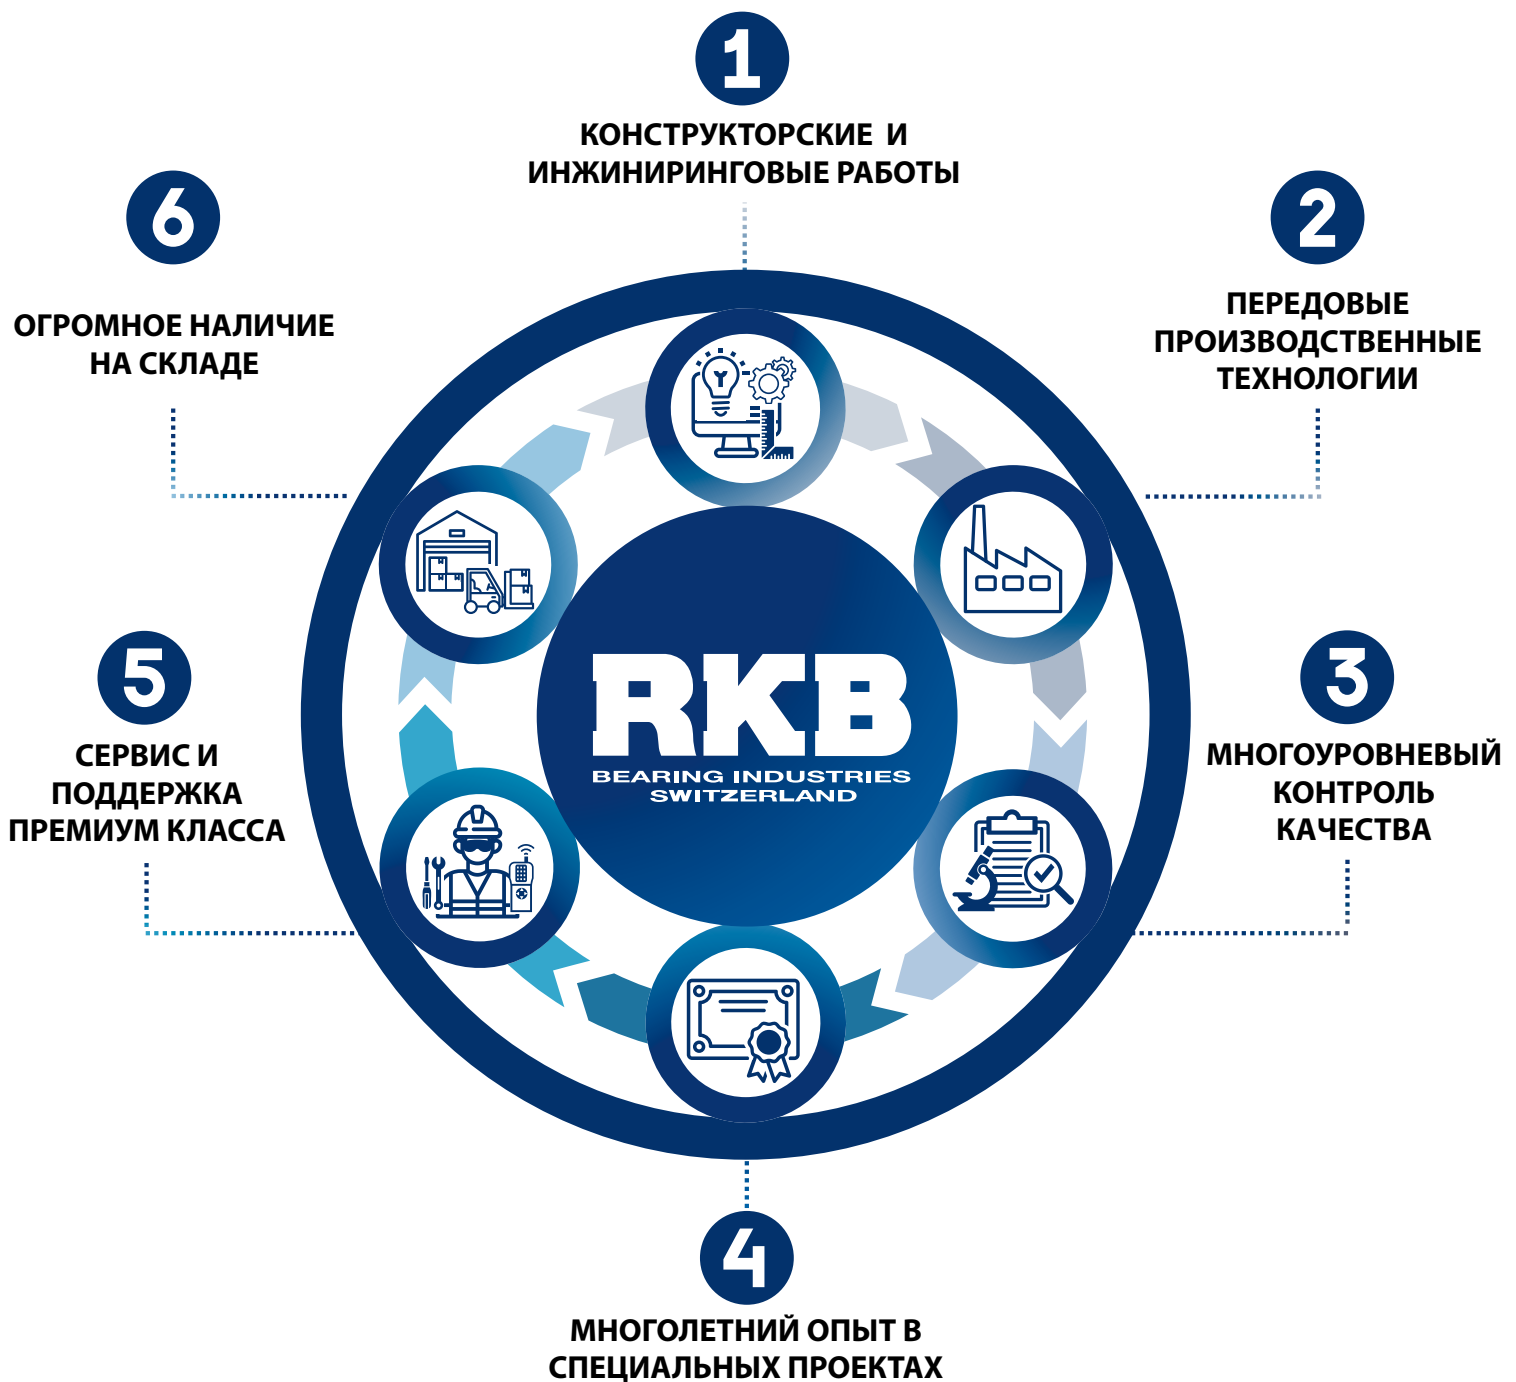 1
КОНСТРУКТОРСКИЕ И
ИНЖИНИРИНГОВЫЕ РАБОТЫ
2
ПЕРЕДОВЫЕ
ПРОИЗВОДСТВЕННЫЕ
ТЕХНОЛОГИИ
3
МНОГОУРОВНЕВЫЙ
КОНТРОЛЬ
КАЧЕСТВА
4
МНОГОЛЕТНИЙ ОПЫТ В
СПЕЦИАЛЬНЫХ ПРОЕКТАХ
5
СЕРВИС И
ПОДДЕРЖКА
ПРЕМИУМ КЛАССА
6
ОГРОМНОЕ НАЛИЧИЕ
НА СКЛАДЕ
RKB
BEARING INDUSTRIES
SWITZERLAND